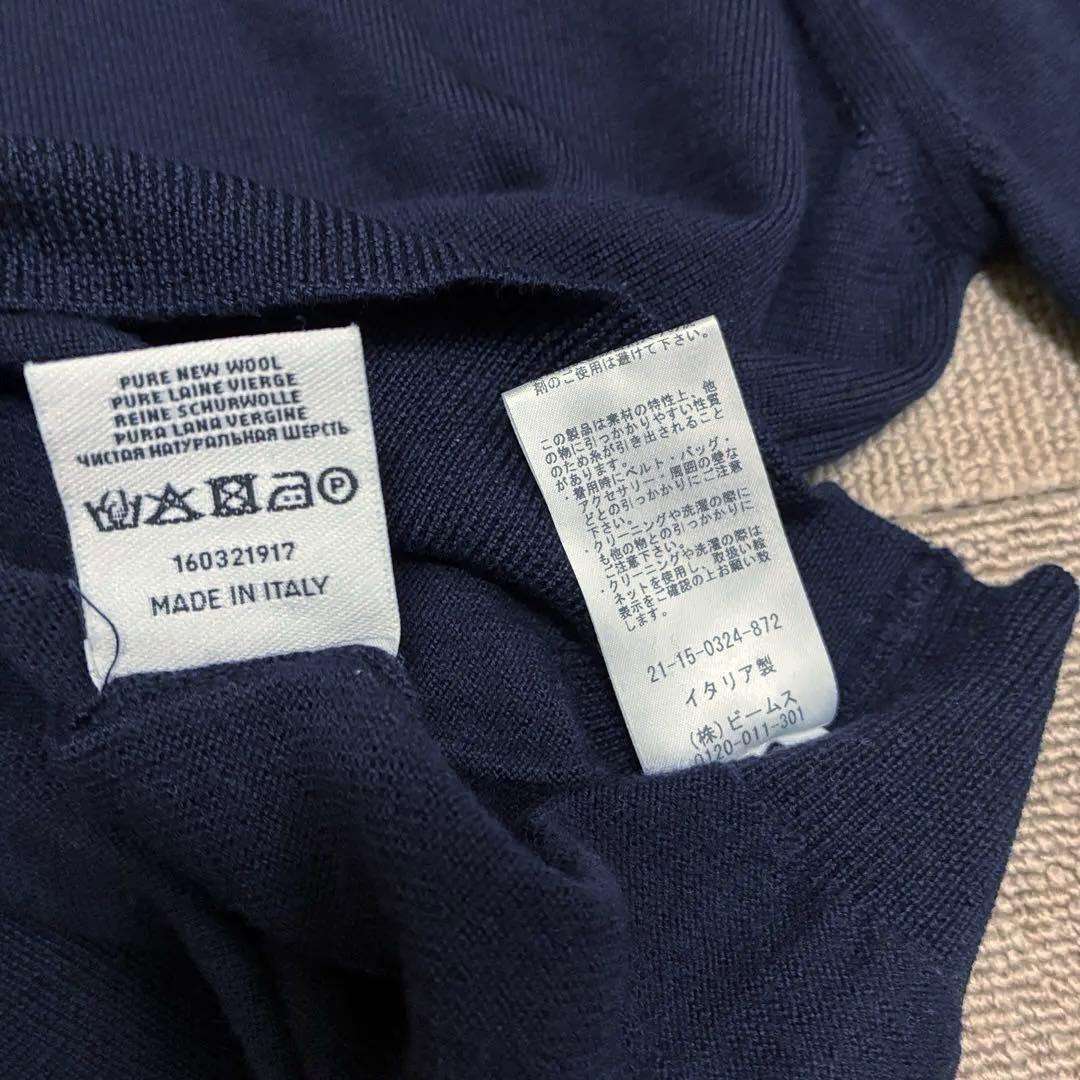 PURE NEW WOOL
PURE LAINE VIERGE
REINE SCHURWOLLE
PURA LANA VERGINE
ЧИСТАЯ НАТУРАЛЬНАЯ ШЕРСТЬ
P
160321917
MADE IN ITALY
剤のご使用は避けて下さい。
この製品は素材の特性上、他
の物に引っかかりやすい性質
のため糸が引き出されること
があります。
・着用時にベルト・バッグ・
アクセサリー・周囲の壁な
どとの引っかかりにご注意
下さい。
・クリーニングや洗濯の際に
も他の物との引っかかりに
ご注意下さい。
・クリーニングや洗濯の際は
ネットを使用し、取扱い絵
表示をご確認の上お願い致
します。
21-15-0324-872
イタリア製
(株)ビームス
0120-011-301